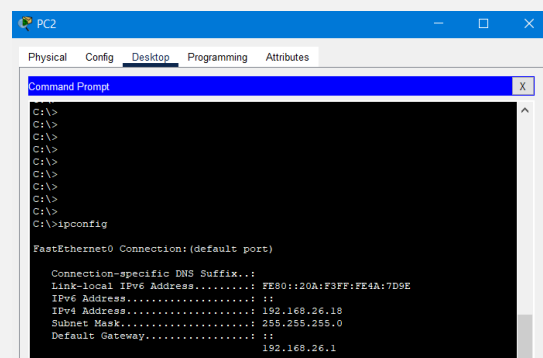 PC2
Physical Config Desktop Programming Attributes
Command Prompt
X
C:\>
C:\>
C:\>
C:\>
C:\>
C:\>
C:\>
C:\>
C:\>
C:\>ipconfig
FastEthernet0 Connection:(default port)
Connection-specific DNS Suffix..:
Link-local IPv6 Address.........: FE80::20A:F3FF:FE4A:7D9E
IPv6 Address....................: ::
IPv4 Address....................: 192.168.26.18
Subnet Mask.....................: 255.255.255.0
Default Gateway.................: ::
192.168.26.1